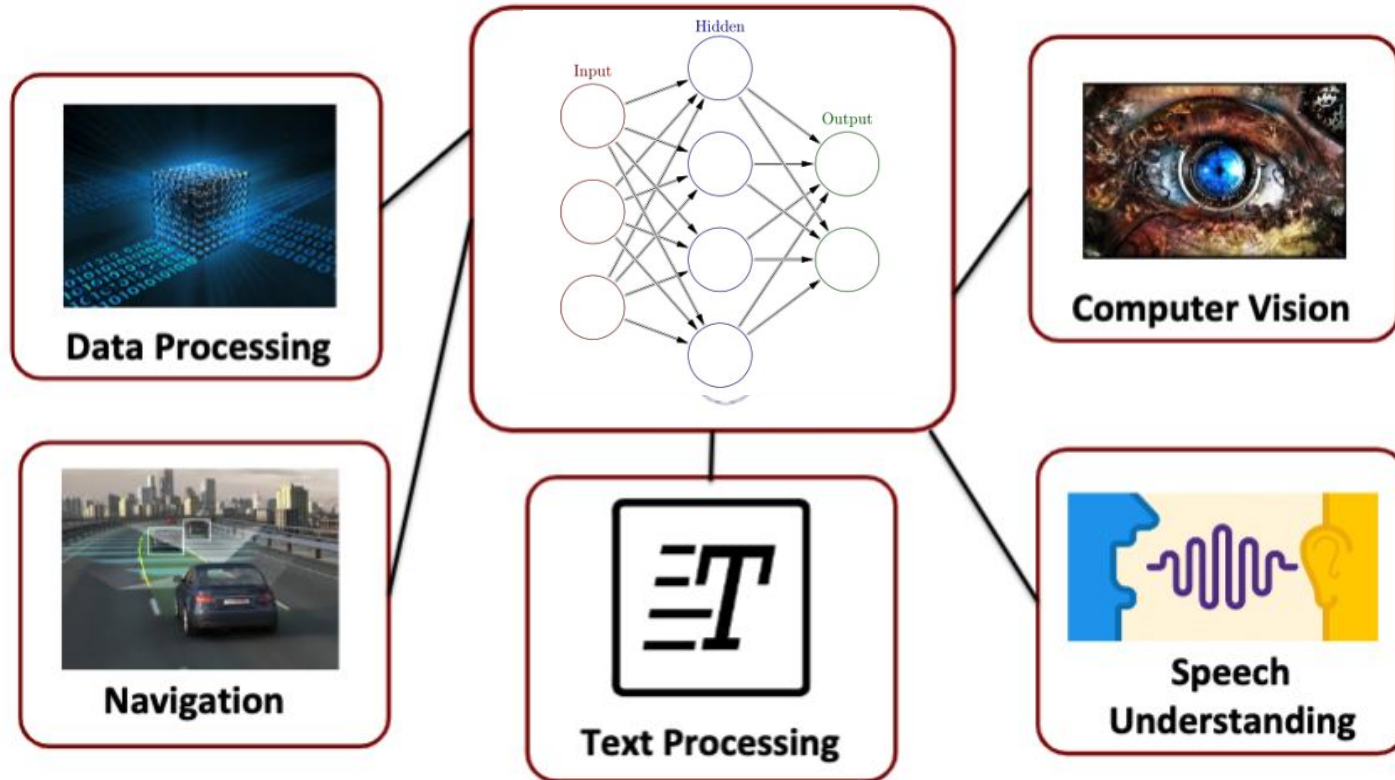 Hidden
Input
Output
Data Processing
Computer Vision
Navigation
Text Processing
Speech
Understanding